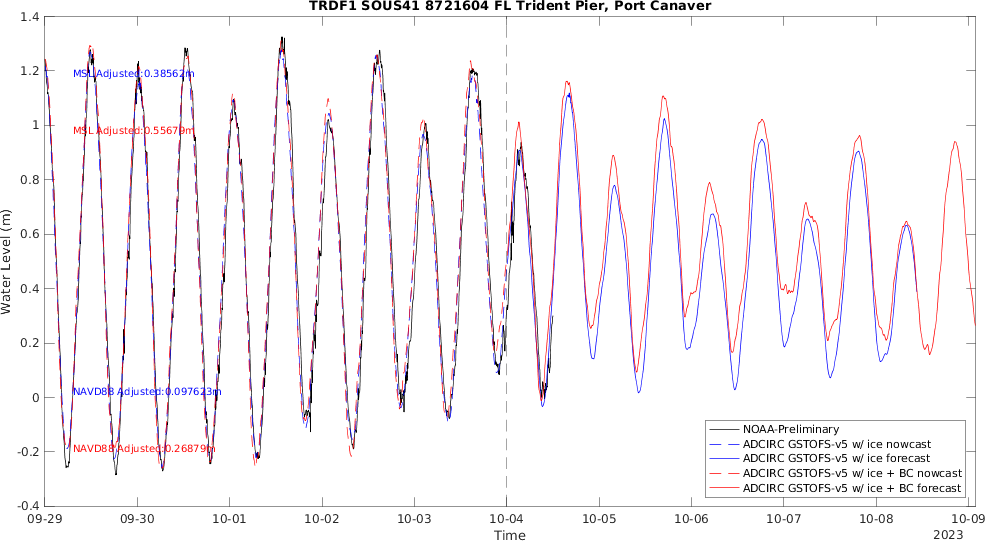 TRDF1 SOUS41 8721604 FL Trident Pier, Port Canaver
1.4
1.2
1
0.8
0.6
0.4
0.2
0
-0.2
-0.4
Water Level (m)
MSL Adjusted:0.38562m
MSL Adjusted:0.55679m
NAVD88 Adjusted:0.097623m
NAVD88 Adjusted:0.26879m
NOAA-Preliminary
ADCIRC GSTOFS-v5 w/ ice nowcast
ADCIRC GSTOFS-v5 w/ ice forecast
ADCIRC GSTOFS-v5 w/ ice + BC nowcast
ADCIRC GSTOFS-v5 w/ ice + BC forecast
09-29 09-30 10-01 10-02 10-03 10-04 10-05 10-06 10-07 10-08 10-09
Time
2023